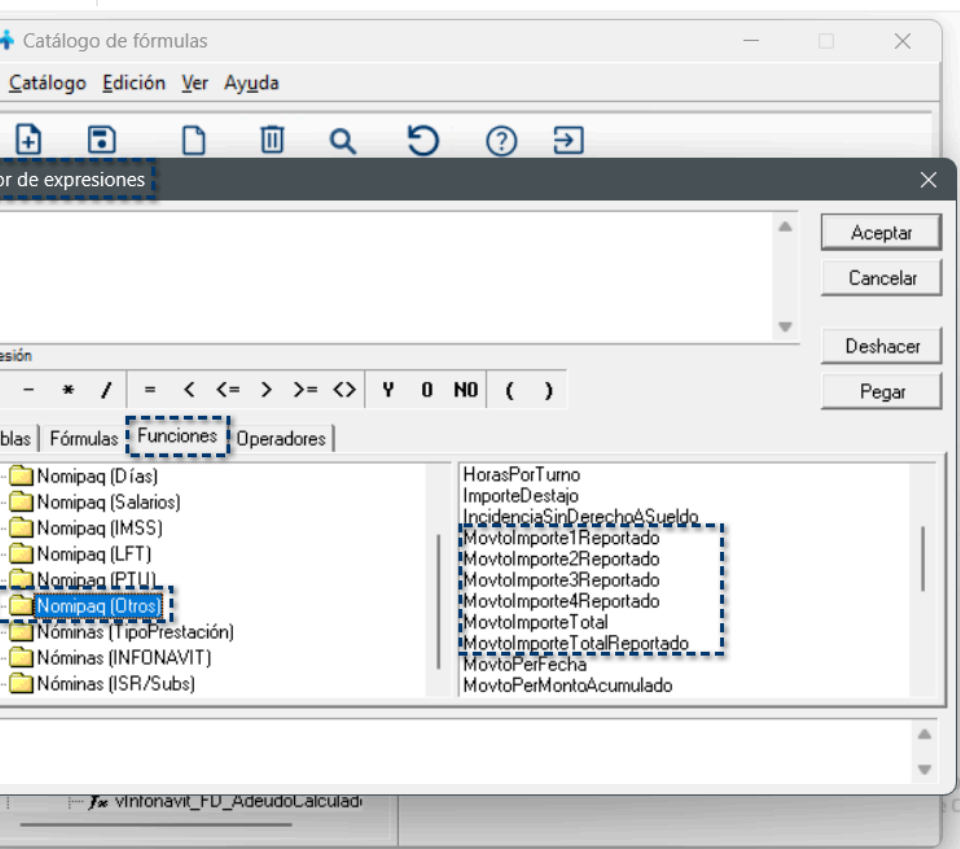 Catálogo de fórmulas
Catálogo Edición Ver Ayuda
or de expresiones
Aceptar
Cancelar
Deshacer
esión
- * / = < <= > >= <> Y O NO ( )
Pegar
blas Fórmulas Funciones Operadores
Nomipaq (Días)
Nomipaq (Salarios)
Nomipaq (IMSS)
Nomipaq (LFT)
Nomipaq (PTU)
Nomipaq (Otros)
Nóminas (TipoPrestación)
Nóminas (INFONAVIT)
Nóminas (ISR/Subs)
HorasPorTurno
ImporteDestajo
IncidenciaSinDerechoASueldo
MovtoImporte1Reportado
MovtoImporte2Reportado
MovtoImporte3Reportado
MovtoImporte4Reportado
MovtoImporteTotal
MovtoImporteTotalReportado
MovtoPerFecha
MovtoPerMontoAcumulado
vInfonavit_FD_AdeudoCalculad